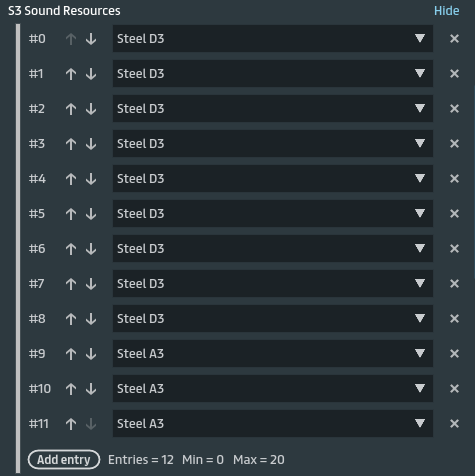 S3 Sound Resources Hide
#0 Steel D3
#1 Steel D3
#2 Steel D3
#3 Steel D3
#4 Steel D3
#5 Steel D3
#6 Steel D3
#7 Steel D3
#8 Steel D3
#9 Steel A3
#10 Steel A3
#11 Steel A3
Add entry Entries = 12 Min = 0 Max = 20